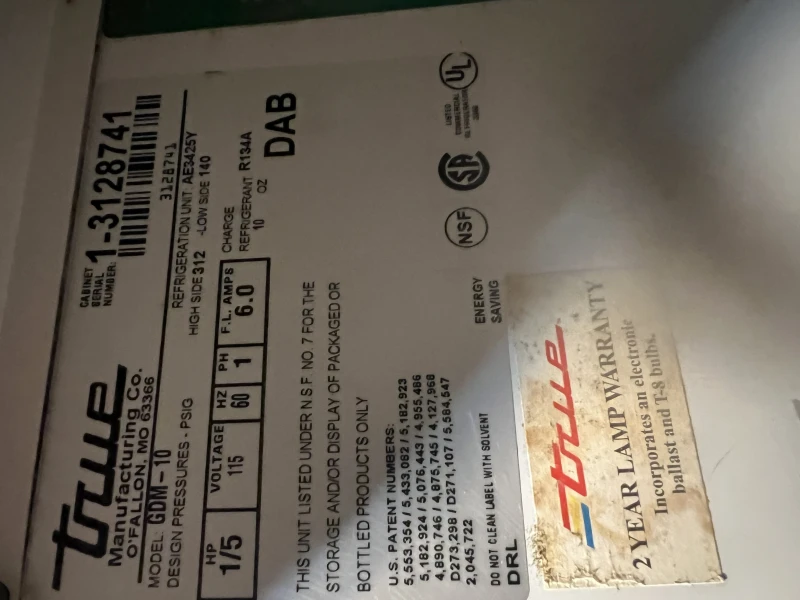 true
Manufacturing Co.
O'FALLON, MO 63366
CABINET
SERIAL
NUMBER: 1-3128741
3128741
MODEL: GDM-10
REFRIGERATION UNIT: AE3425Y
DESIGN PRESSURES - PSIG HIGH SIDE 312 -LOW SIDE 140
HP VOLTAGE HZ PH F.L. AMPS
1/5 115 60 1 6.0
CHARGE
REFRIGERANT R134A
10 OZ
DAB
THIS UNIT LISTED UNDER N S F. NO. 7 FOR THE
STORAGE AND/OR DISPLAY OF PACKAGED OR
BOTTLED PRODUCTS ONLY
U.S. PATENT NUMBERS:
5,553,354 / 5,433,092 / 5,182,923
5,182,924 / 5,076,443 / 4,955,486
4,890,746 / 4,875,745 / 4,127,968
D273,298 / D271,107 / 5,584,547
2,045,722
ENERGY
SAVING
NSF
SA
UL
DO NOT CLEAN LABEL WITH SOLVENT
DRL
true
2 YEAR LAMP WARRANTY
Incorporates an electronic
ballast and T-8 bulbs.